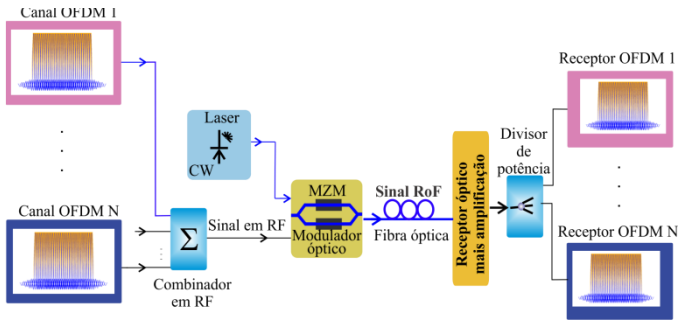 Canal OFDM 1
Canal OFDM N
Laser
CW
Σ
Combinador
em RF
Sinal em RF
MZM
Modulador
óptico
Sinal RoF
Fibra óptica
Receptor óptico
mais amplificação
Divisor
de
potência
Receptor OFDM 1
Receptor OFDM N